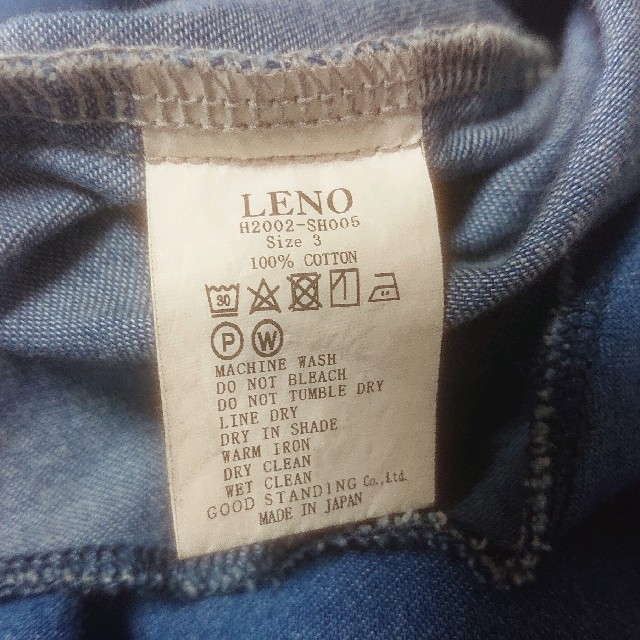 LENO
H2002-SH005
Size 3
100% COTTON
30
P W
MACHINE WASH
DO NOT BLEACH
DO NOT TUMBLE DRY
LINE DRY
DRY IN SHADE
WARM IRON
DRY CLEAN
WET CLEAN
GOOD STANDING Co.,Ltd.
MADE IN JAPAN